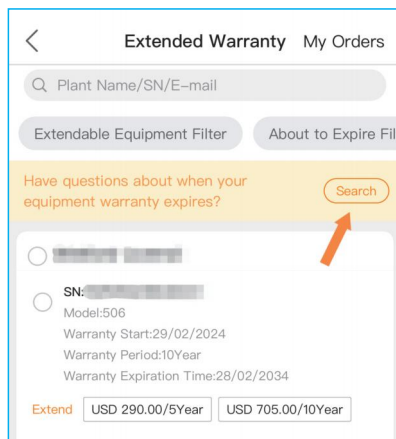 Extended Warranty My Orders
Plant Name/SN/E-mail
Extendable Equipment Filter About to Expire Fil
Have questions about when your
equipment warranty expires?
Search
SN:
Model:506
Warranty Start:29/02/2024
Warranty Period:10Year
Warranty Expiration Time:28/02/2034
Extend USD 290.00/5Year USD 705.00/10Year